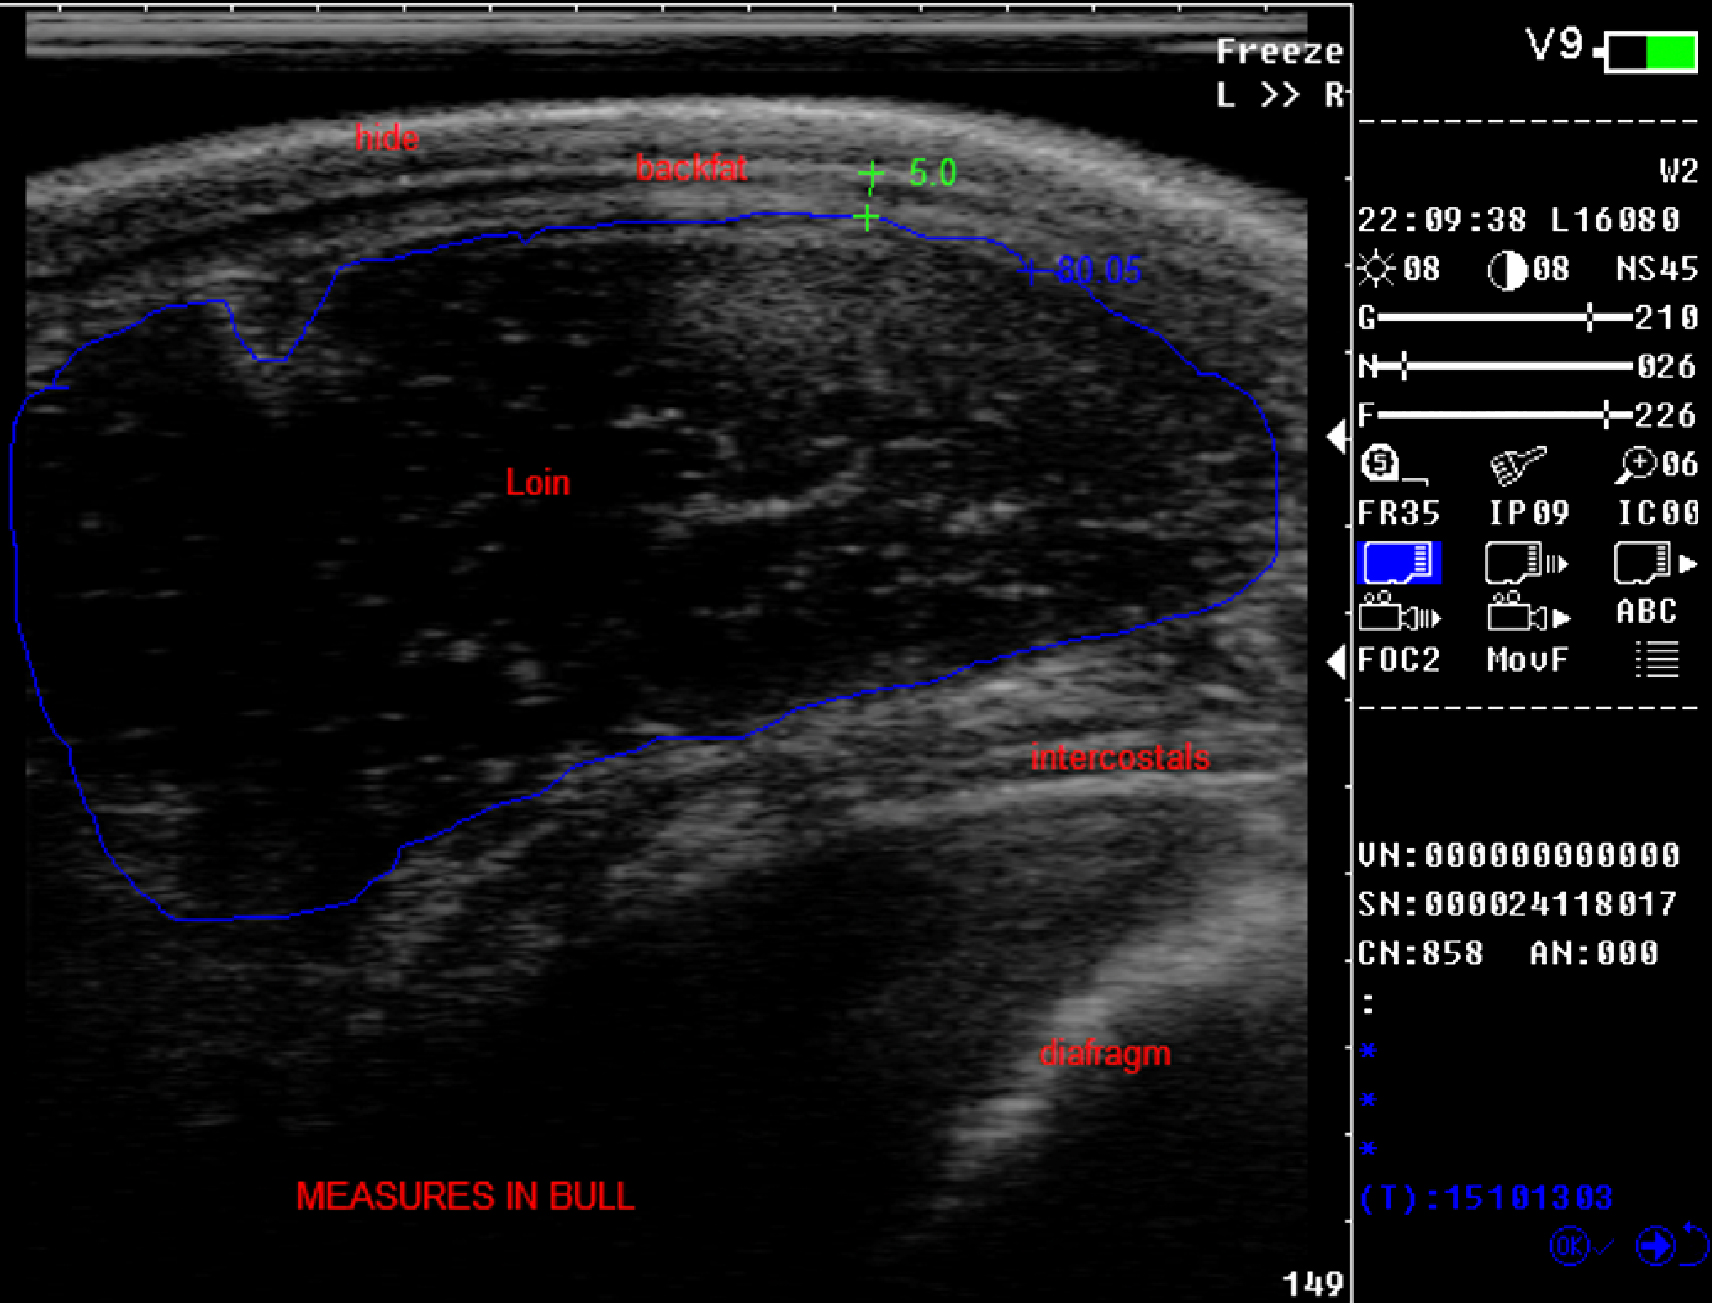 Freeze
L >> R
V9
hide
backfat
5.0
80.05
Loin
intercostals
diafragm
MEASURES IN BULL
149
W2
22:09:38 L16080
08 08 NS45
G 210
N 026
F 226
S 06
FR35 IP09 IC00
ABC
FOC2 MovF
VN:000000000000
SN:000024118017
CN:858 AN:000
:
*
*
*
(T):15101303
OK